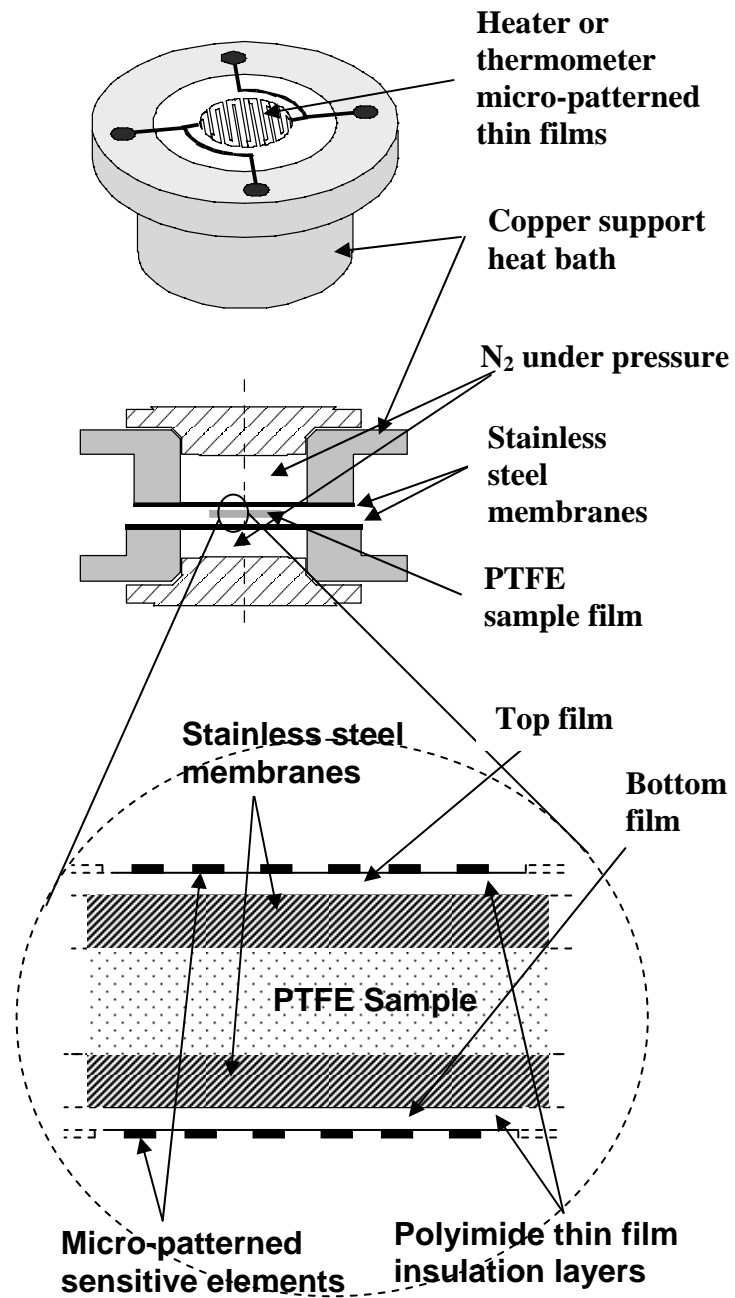 Heater or
thermometer
micro-patterned
thin films
Copper support
heat bath
N₂ under pressure
Stainless
steel
membranes
PTFE
sample film
Top film
Stainless steel
membranes
Bottom
film
PTFE Sample
Micro-patterned
sensitive elements
Polyimide thin film
insulation layers